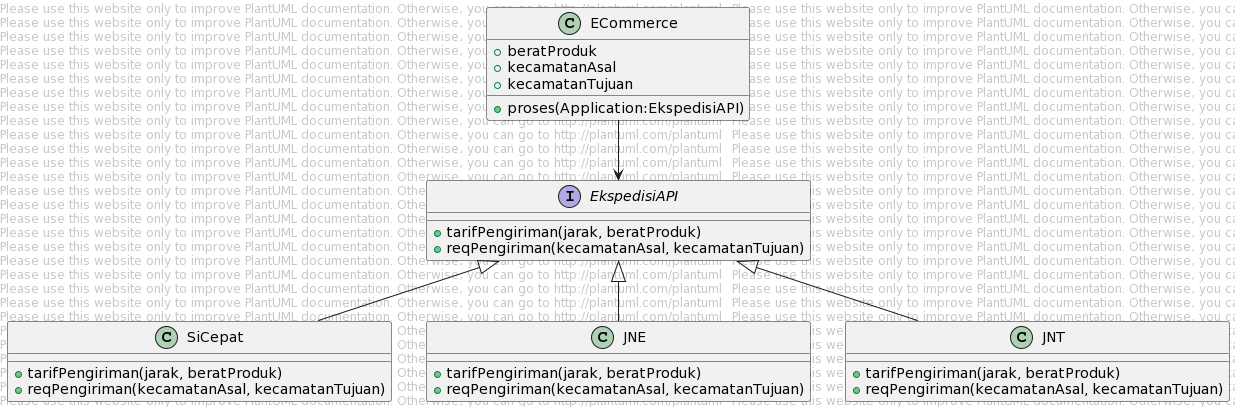 Please use this website only to improve PlantUML documentation. Otherwise, you can go to http://plantuml.com/plantuml
C ECommerce
beratProduk
kecamatanAsal
kecamatanTujuan
proses(Application:EkspedisiAPI)
I EkspedisiAPI
tarifPengiriman(jarak, beratProduk)
reqPengiriman(kecamatanAsal, kecamatanTujuan)
C SiCepat
tarifPengiriman(jarak, beratProduk)
reqPengiriman(kecamatanAsal, kecamatanTujuan)
C JNE
tarifPengiriman(jarak, beratProduk)
reqPengiriman(kecamatanAsal, kecamatanTujuan)
C JNT
tarifPengiriman(jarak, beratProduk)
reqPengiriman(kecamatanAsal, kecamatanTujuan)